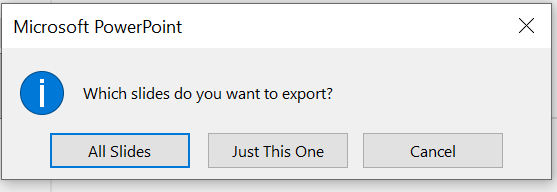 Microsoft PowerPoint
Which slides do you want to export?
All Slides
Just This One
Cancel